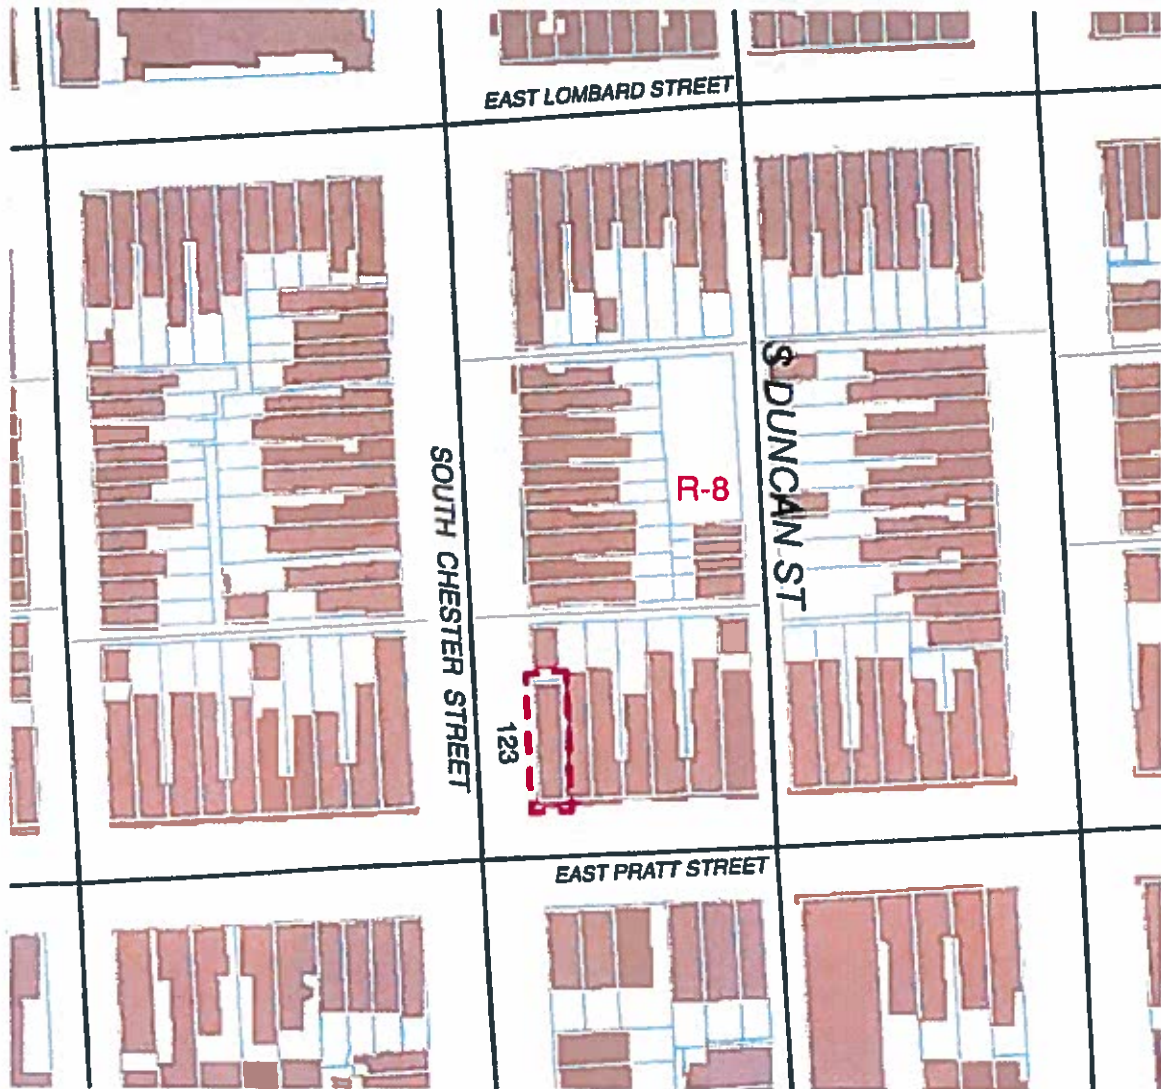 EAST LOMBARD STREET
S DUNCAN ST
R-8
SOUTH CHESTER STREET
123
EAST PRATT STREET